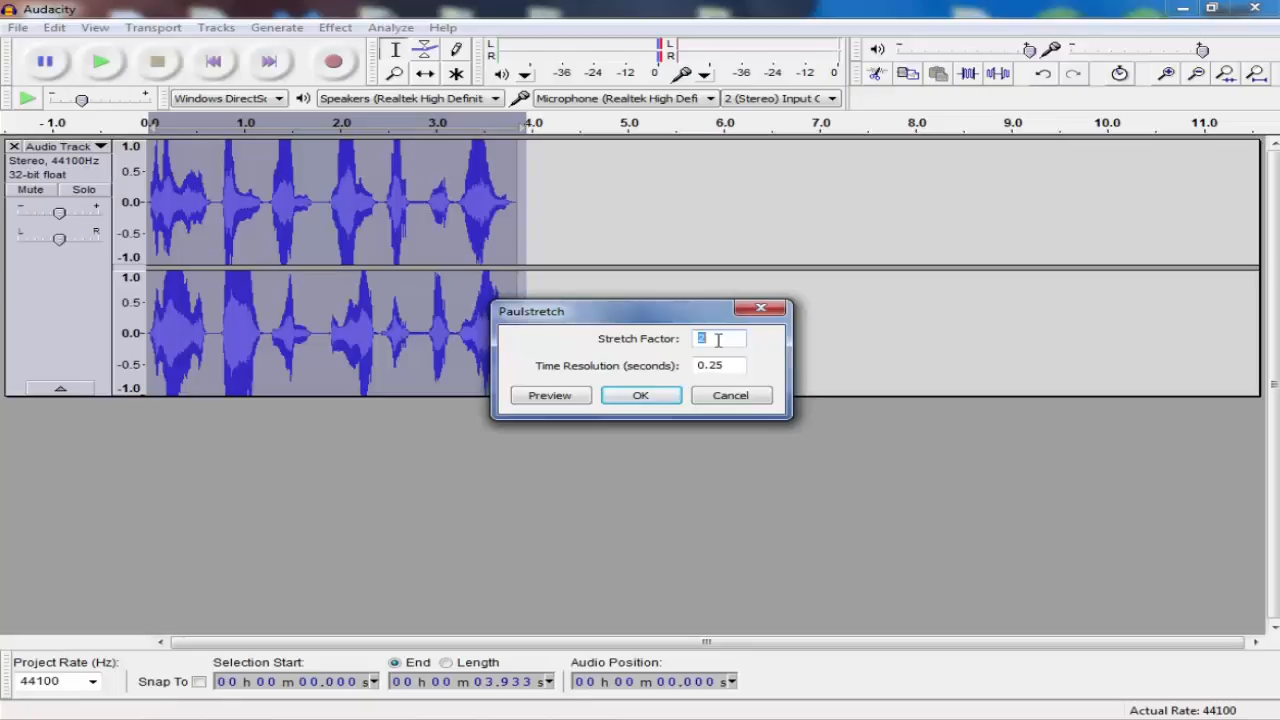 Audacity
File Edit View Transport Tracks Generate Effect Analyze Help
L
R
-36 -24 -12 0
L
R
-36 -24 -12 0
Windows DirectSc Speakers (Realtek High Definit Microphone (Realtek High Defi 2 (Stereo) Input C
- 1.0 0.0 1.0 2.0 3.0 4.0 5.0 6.0 7.0 8.0 9.0 10.0 11.0
Audio Track
Stereo, 44100Hz
32-bit float
Mute Solo
- +
L R
1.0
0.5
0.0
-0.5
-1.0
1.0
0.5
0.0
-0.5
-1.0
Paulstretch
Stretch Factor: 2
Time Resolution (seconds): 0.25
Preview OK Cancel
Project Rate (Hz): Selection Start: End Length Audio Position:
44100 Snap To 00 h 00 m 00.000 s 00 h 00 m 03.933 s 00 h 00 m 00.000 s
Actual Rate: 44100